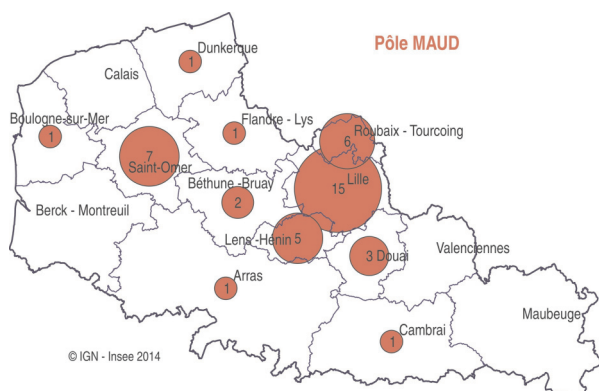 Pôle MAUD
Dunkerque
1
Calais
Boulogne-sur-Mer
1
Flandre - Lys
1
Roubaix - Tourcoing
6
7
Saint-Omer
15
Lille
Béthune -Bruay
2
Berck - Montreuil
Lens -Hénin
5
3
Douai
Valenciennes
Arras
1
Maubeuge
Cambrai
1
© IGN - Insee 2014